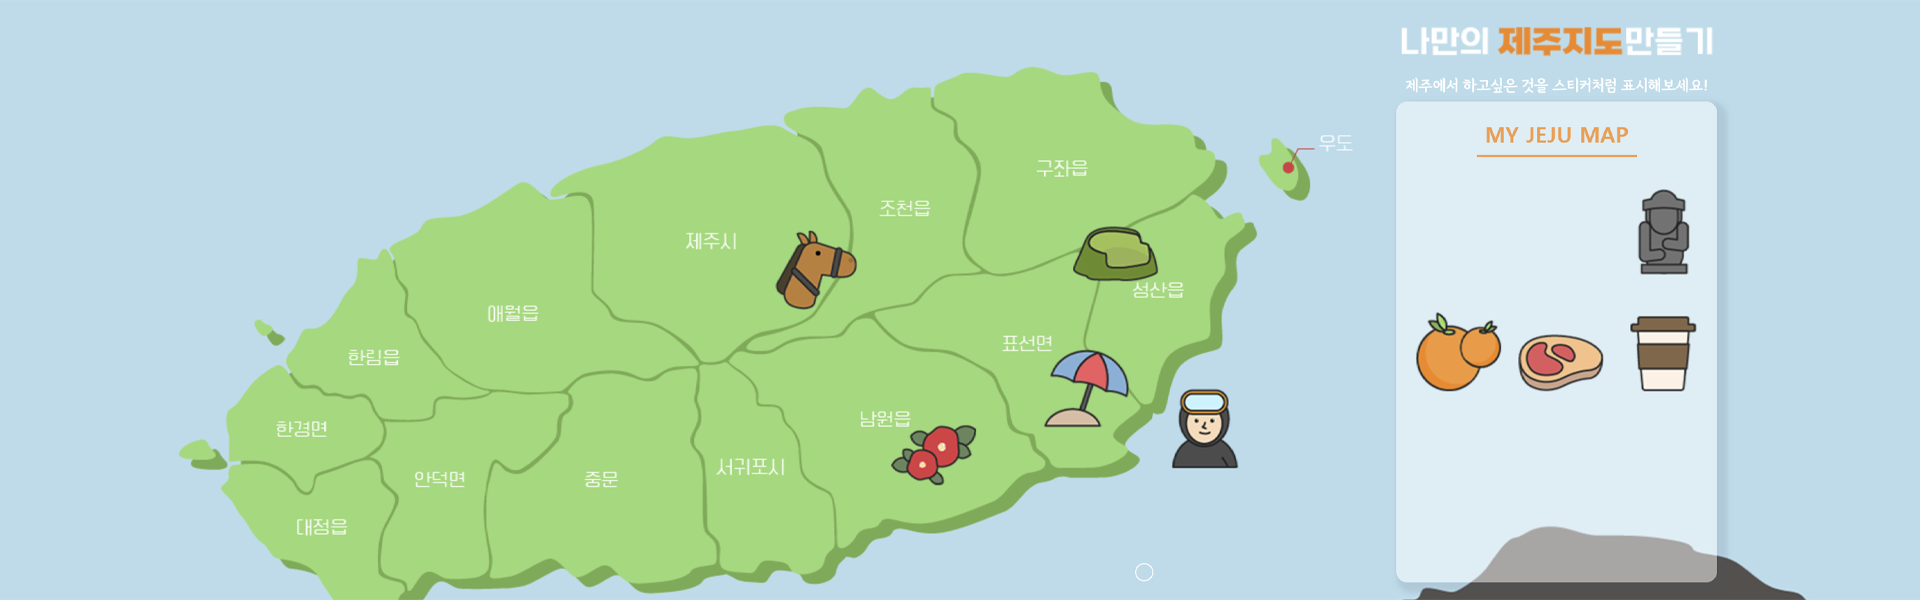 나만의 제주지도만들기
제주에서 하고싶은 것을 스티커처럼 표시해보세요!
MY JEJU MAP
우도
구좌읍
조천읍
제주시
성산읍
애월읍
표선면
한림읍
남원읍
한경면
서귀포시
안덕면
중문
대정읍